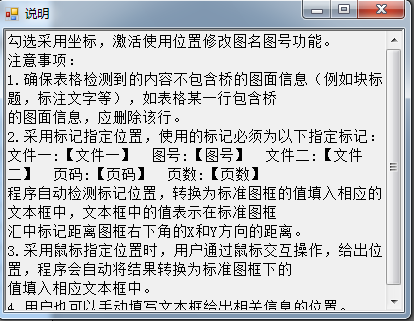 说明
勾选采用坐标，激活使用位置修改图名图号功能。
注意事项：
1.确保表格检测到的内容不包含桥的图面信息（例如块标
题，标注文字等），如表格某一行包含桥
的图面信息，应删除该行。
2.采用标记指定位置，使用的标记必须为以下指定标记：
文件一：【文件一】 图号：【图号】 文件二：【文件
二】 页码：【页码】 页数：【页数】
程序自动检测标记位置，转换为标准图框的值填入相应的
文本框中，文本框中的值表示在标准图框
汇中标记距离图框右下角的X和Y方向的距离。
3.采用鼠标指定位置时，用户通过鼠标交互操作，给出位
置，程序会自动将结果转换为标准图框下的
值填入相应文本框中。
4.用户也可以手动填写文本框给出相关信息的位置。